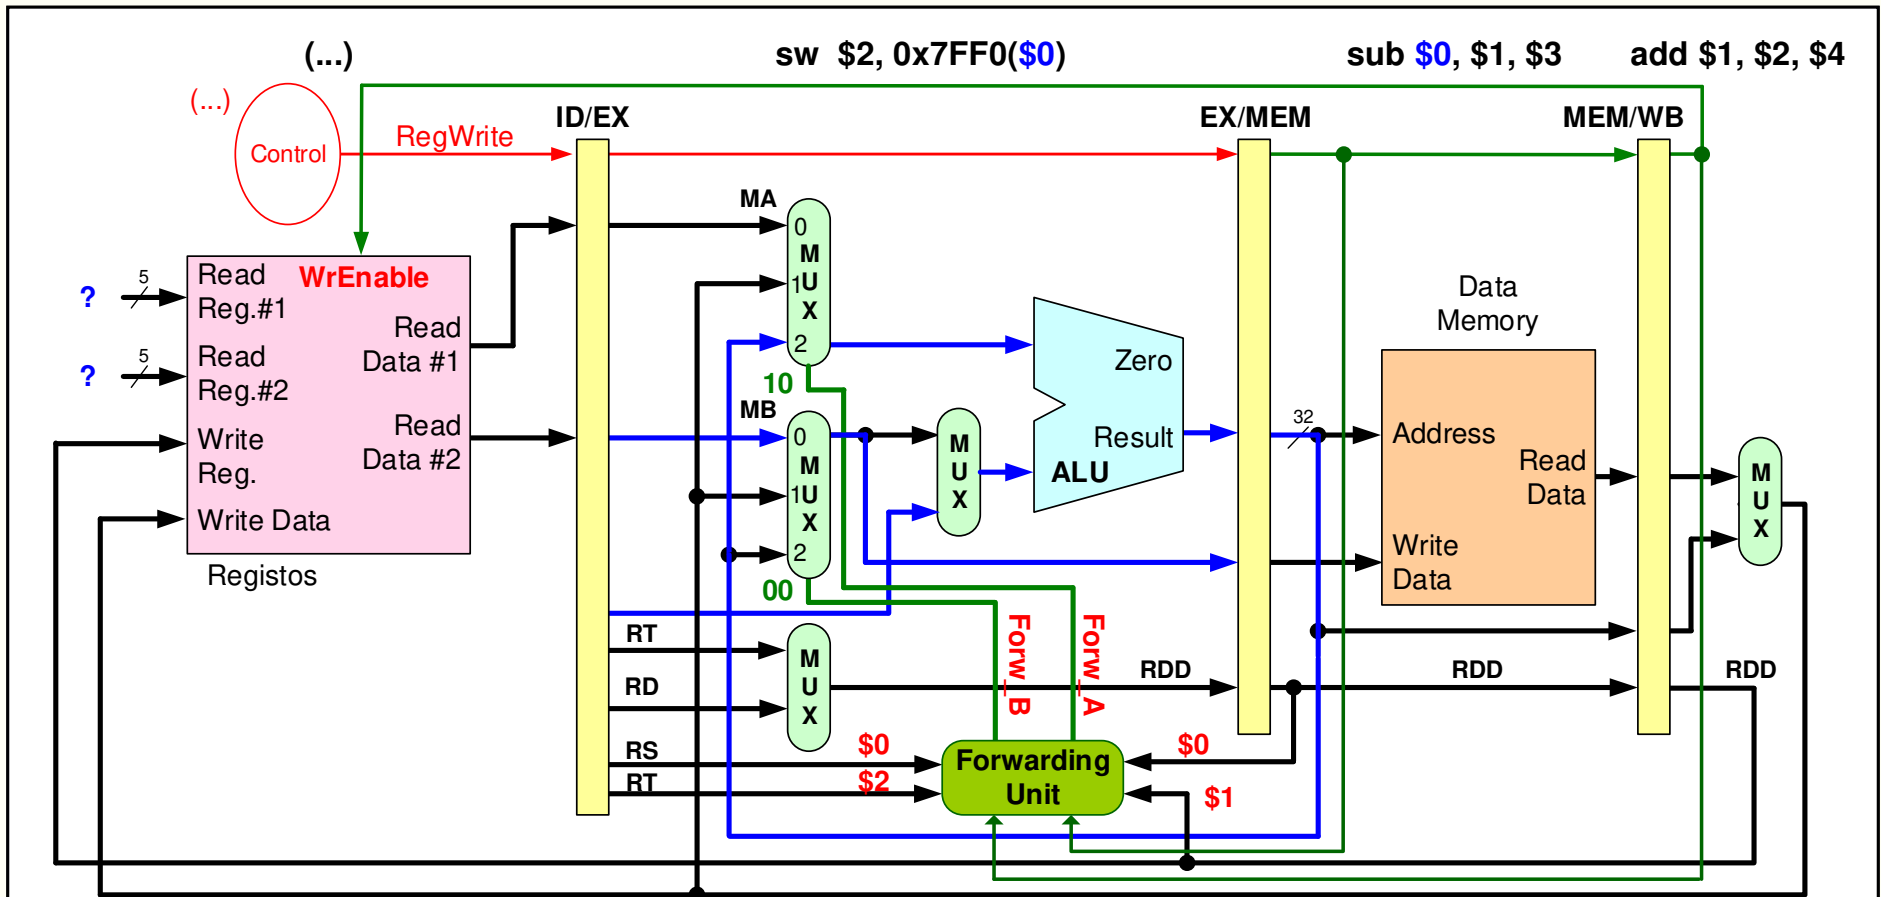 (...)
sw $2, 0x7FF0($0)
sub $0, $1, $3
add $1, $2, $4
(...)
Control
RegWrite
ID/EX
EX/MEM
MEM/WB
MA
0
M
1U
X
2
10
?
5
Read
Reg.#1
WrEnable
Read
Data #1
?
5
Read
Reg.#2
Write
Reg.
Read
Data #2
Write Data
Registos
MB
0
M
1U
X
2
00
M
U
X
Zero
Result
ALU
32
Data
Memory
Address
Read
Data
Write
Data
M
U
X
RT
RD
M
U
X
Forw_B
Forw_A
RDD
RDD
RDD
RS
$0
RT
$2
Forwarding
Unit
$0
$1